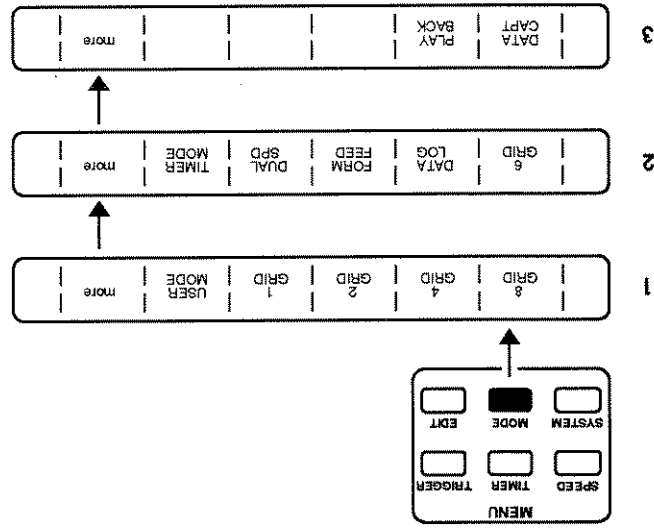 MENU
SPEED TIMER TRIGGER
SYSTEM MODE EDIT
1
8 4 2 1 USER more
GRID GRID GRID GRID MODE
2
6 DATA FORM DUAL TIMER more
GRID LOG FEED SPD MODE
3
DATA PLAY more
CAPT BACK